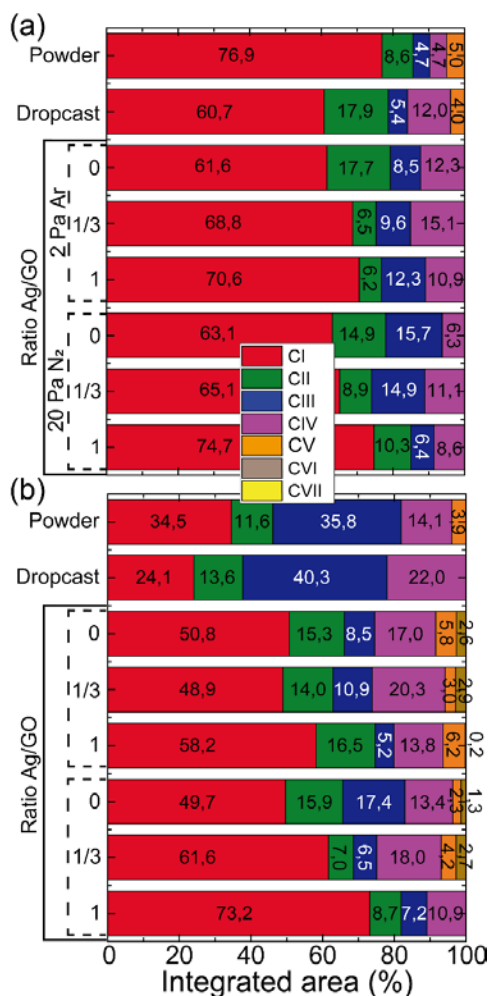 (a)
Powder 76,9 8,6 4,7 4,7 5,0
Dropcast 60,7 17,9 5,4 12,0 4,0
Ratio Ag/GO
2 Pa Ar
0 61,6 17,7 8,5 12,3
1/3 68,8 6,5 9,6 15,1
1 70,6 6,2 12,3 10,9
20 Pa N₂
0 63,1 14,9 15,7 6,3
1/3 65,1 8,9 14,9 11,1
1 74,7 10,3 6,4 8,6
CI
CII
CIII
CIV
CV
CVI
CVII
(b)
Powder 34,5 11,6 35,8 14,1 3,9
Dropcast 24,1 13,6 40,3 22,0
Ratio Ag/GO
0 50,8 15,3 8,5 17,0 5,8 2,6
1/3 48,9 14,0 10,9 20,3 3,0 2,9
1 58,2 16,5 5,2 13,8 6,2 0,2
0 49,7 15,9 17,4 13,4 2,3 1,3
1/3 61,6 7,0 6,5 18,0 4,2 2,7
1 73,2 8,7 7,2 10,9
0 20 40 60 80 100
Integrated area (%)